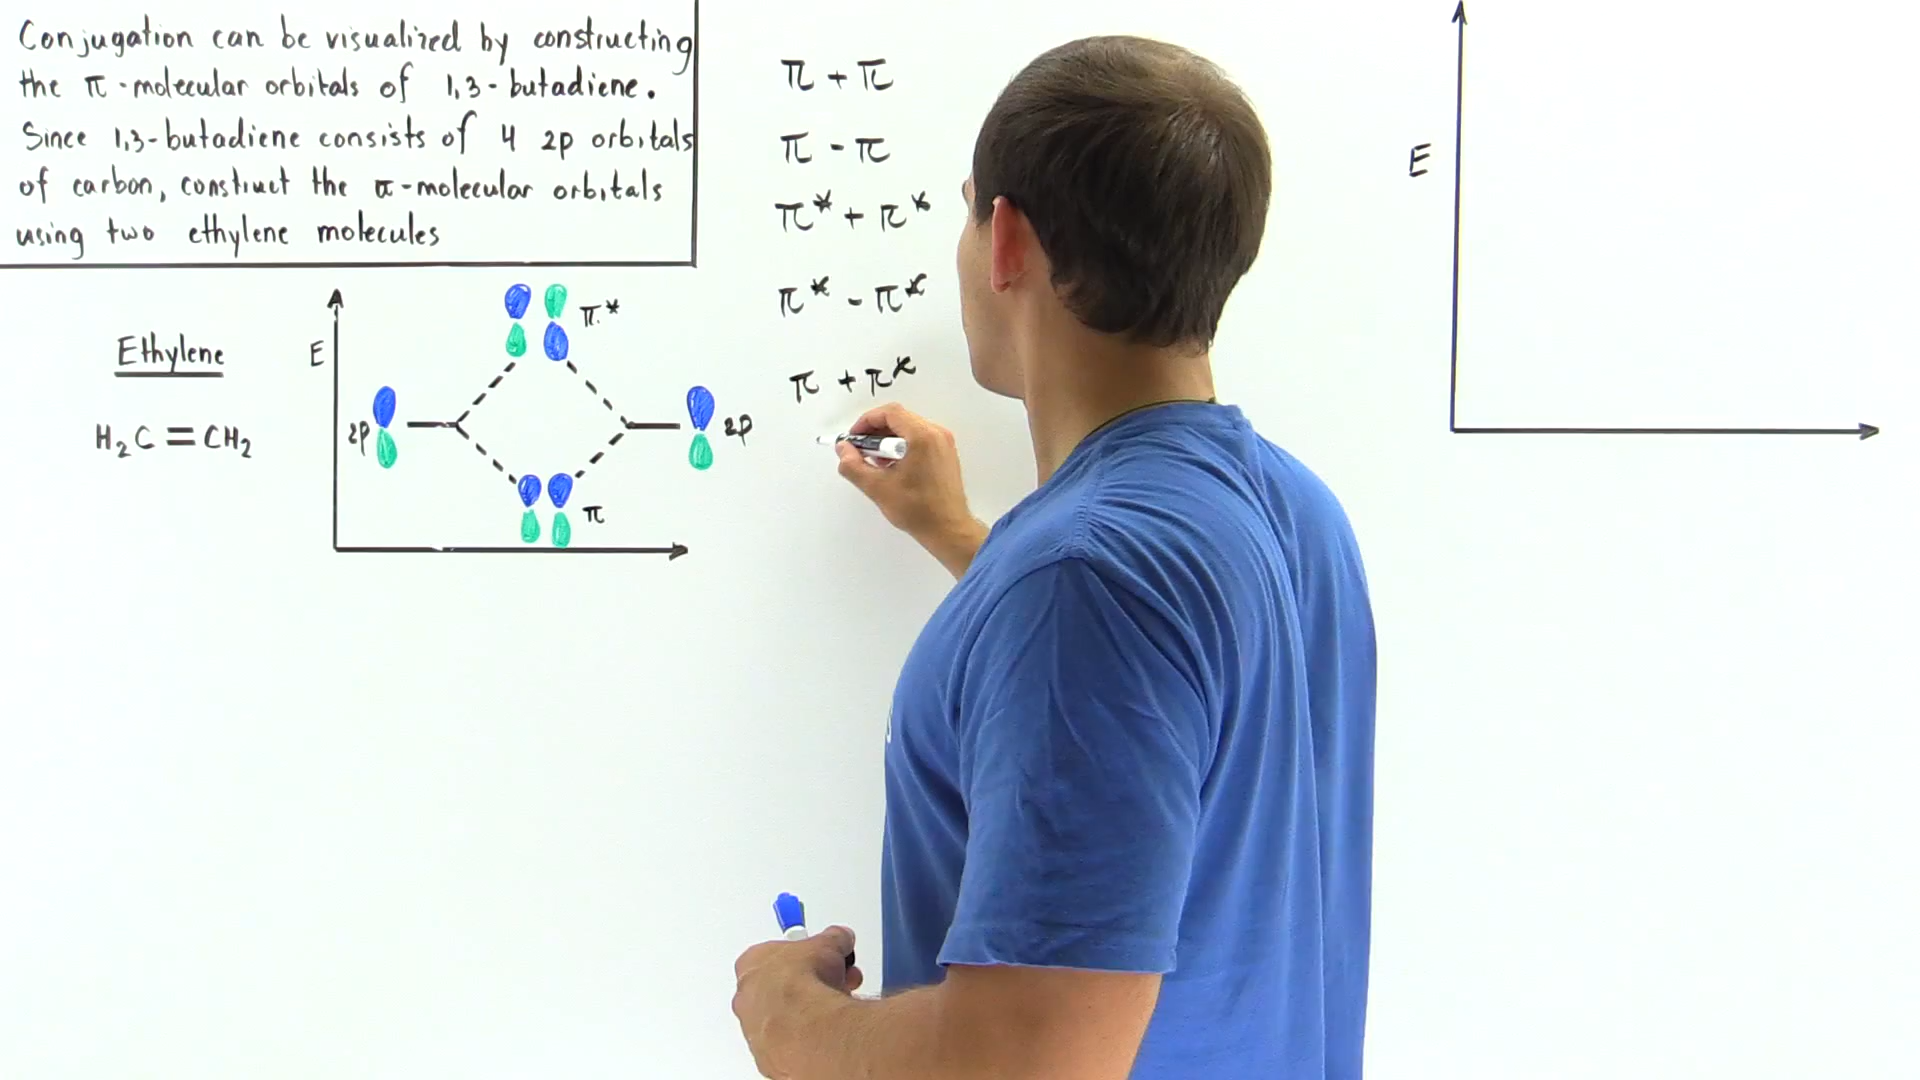 Conjugation can be visualized by constructing
the π-molecular orbitals of 1,3-butadiene.
Since 1,3-butadiene consists of 4 2p orbitals
of carbon, construct the π-molecular orbitals
using two ethylene molecules
Ethylene
H₂C=CH₂
E
π*
2p
2p
π
π + π
π - π
π* + π*
π* - π*
π + π*
E